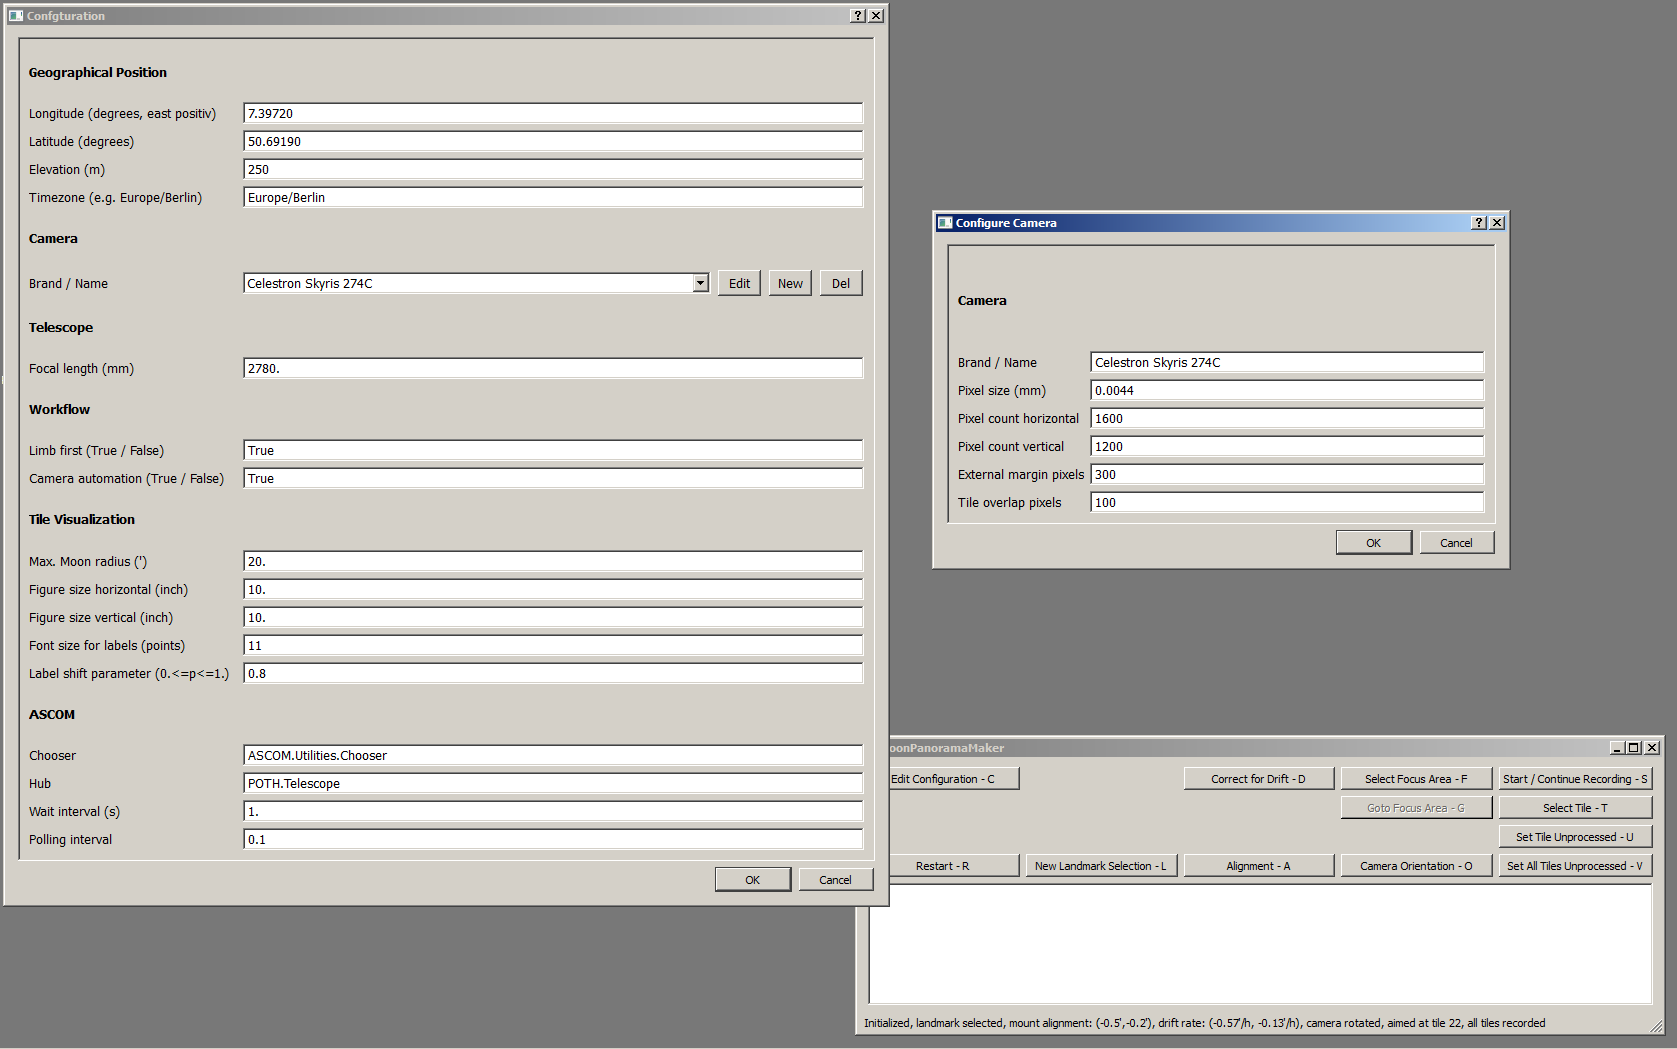 Confgturation
Geographical Position
Longitude (degrees, east positiv) 7.39720
Latitude (degrees) 50.69190
Elevation (m) 250
Timezone (e.g. Europe/Berlin) Europe/Berlin
Camera
Brand / Name Celestron Skyris 274C Edit New Del
Telescope
Focal length (mm) 2780.
Workflow
Limb first (True / False) True
Camera automation (True / False) True
Tile Visualization
Max. Moon radius (') 20.
Figure size horizontal (inch) 10.
Figure size vertical (inch) 10.
Font size for labels (points) 11
Label shift parameter (0.<=p<=1.) 0.8
ASCOM
Chooser ASCOM.Utilities.Chooser
Hub POTH.Telescope
Wait interval (s) 1.
Polling interval 0.1
OK Cancel
Configure Camera
Camera
Brand / Name Celestron Skyris 274C
Pixel size (mm) 0.0044
Pixel count horizontal 1600
Pixel count vertical 1200
External margin pixels 300
Tile overlap pixels 100
OK Cancel
oonPanoramaMaker
Edit Configuration - C Correct for Drift - D Select Focus Area - F Start / Continue Recording - S
Goto Focus Area - G Select Tile - T
Set Tile Unprocessed - U
Restart - R New Landmark Selection - L Alignment - A Camera Orientation - O Set All Tiles Unprocessed - V
Initialized, landmark selected, mount alignment: (-0.5',-0.2'), drift rate: (-0.57'/h, -0.13'/h), camera rotated, aimed at tile 22, all tiles recorded